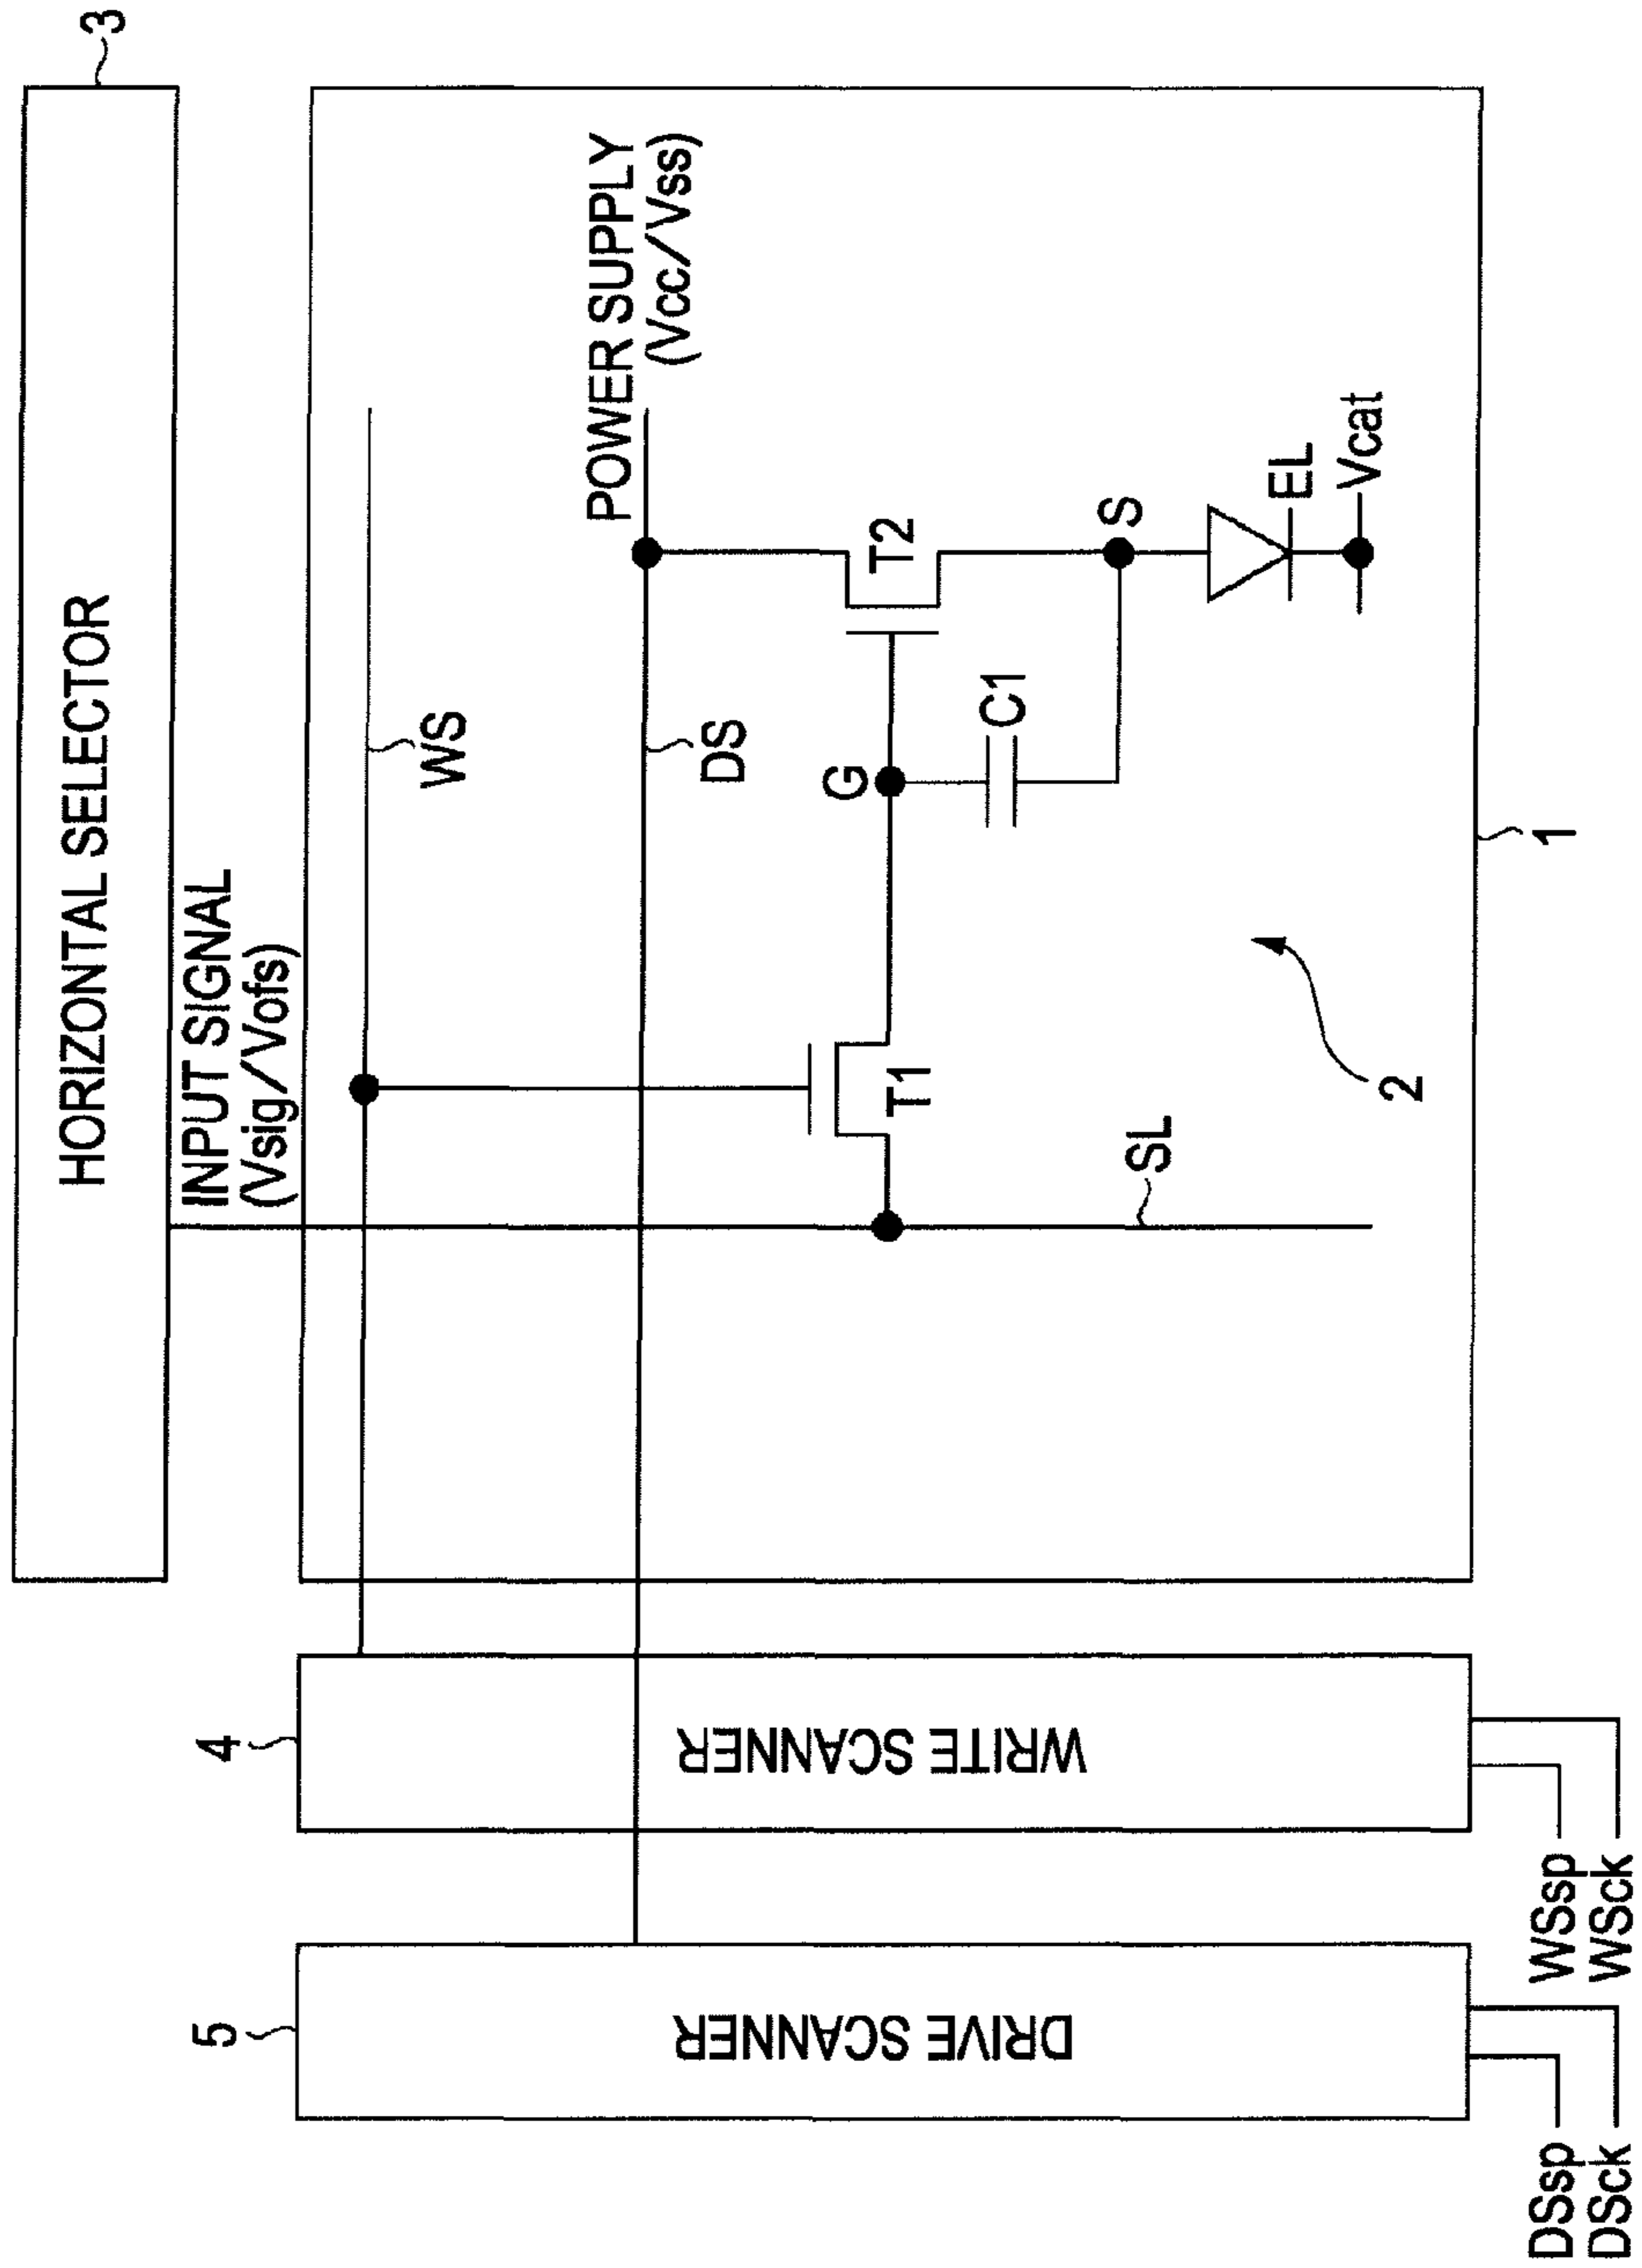 3
HORIZONTAL SELECTOR
INPUT SIGNAL
(Vsig/Vofs)
WS
POWER SUPPLY
(Vcc/Vss)
DS
T1
G
T2
C1
S
SL
EL
Vcat
2
1
4
WRITE SCANNER
5
DRIVE SCANNER
WSsp
WSck
DSsp
DSck